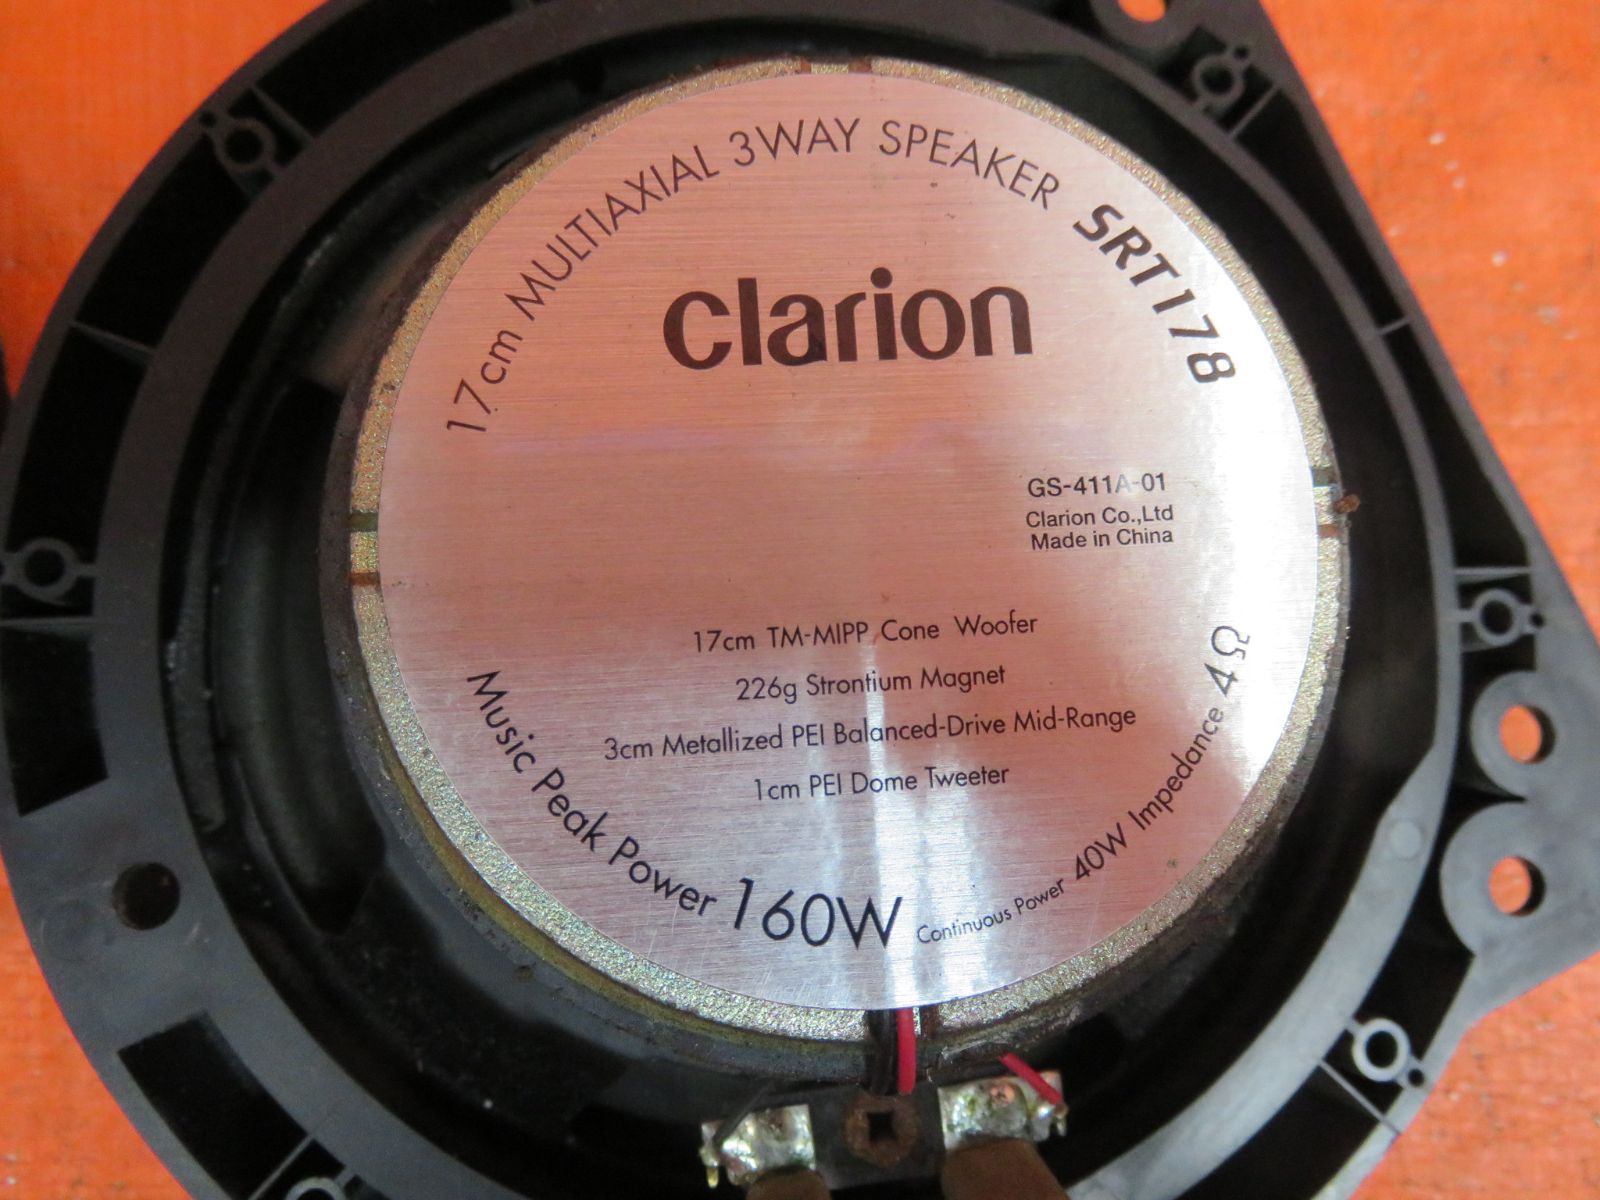 17cm MULTIAXIAL 3WAY SPEAKER SRT178
Clarion
GS-411A-01
Clarion Co.,Ltd
Made in China
17cm TM-MIPP Cone Woofer
226g Strontium Magnet
3cm Metallized PEI Balanced-Drive Mid-Range
1cm PEI Dome Tweeter
Music Peak Power 160W Continuous Power 40W Impedance 4Ω